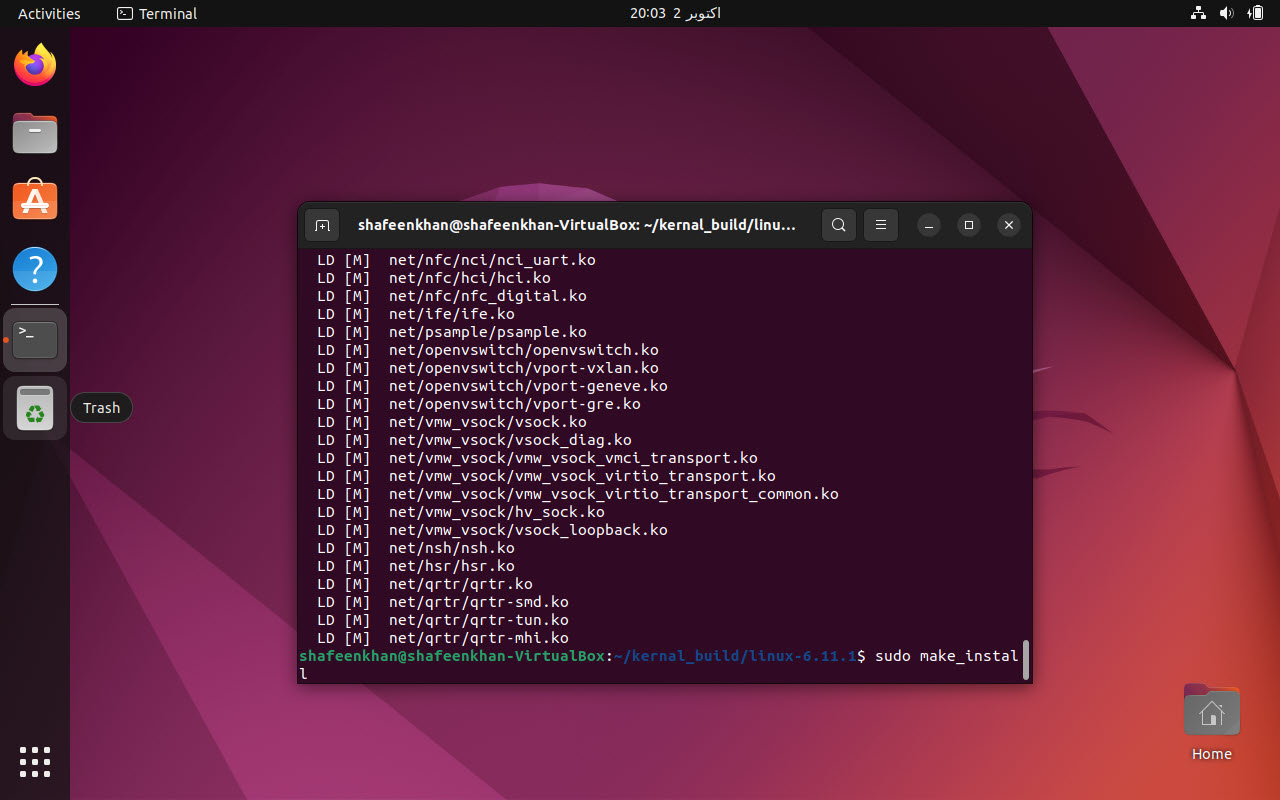 Activities
Terminal
20:03 2 اکتوبر
shafeenkhan@shafeenkhan-VirtualBox: ~/kernal_build/linu...
LD [M]  net/nfc/nci/nci_uart.ko
LD [M]  net/nfc/hci/hci.ko
LD [M]  net/nfc/nfc_digital.ko
LD [M]  net/ife/ife.ko
LD [M]  net/psample/psample.ko
LD [M]  net/openvswitch/openvswitch.ko
LD [M]  net/openvswitch/vport-vxlan.ko
LD [M]  net/openvswitch/vport-geneve.ko
LD [M]  net/openvswitch/vport-gre.ko
LD [M]  net/vmw_vsock/vsock.ko
LD [M]  net/vmw_vsock/vsock_diag.ko
LD [M]  net/vmw_vsock/vmw_vsock_vmci_transport.ko
LD [M]  net/vmw_vsock/vmw_vsock_virtio_transport.ko
LD [M]  net/vmw_vsock/vmw_vsock_virtio_transport_common.ko
LD [M]  net/vmw_vsock/hv_sock.ko
LD [M]  net/vmw_vsock/vsock_loopback.ko
LD [M]  net/nsh/nsh.ko
LD [M]  net/hsr/hsr.ko
LD [M]  net/qrtr/qrtr.ko
LD [M]  net/qrtr/qrtr-smd.ko
LD [M]  net/qrtr/qrtr-tun.ko
LD [M]  net/qrtr/qrtr-mhi.ko
shafeenkhan@shafeenkhan-VirtualBox:~/kernal_build/linux-6.11.1$ sudo make_instal
l
Trash
Home